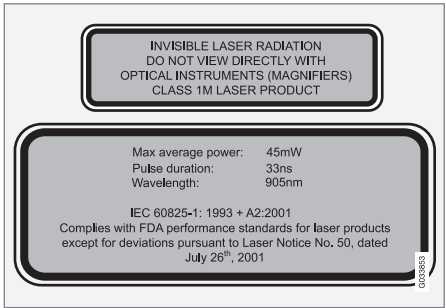 INVISIBLE LASER RADIATION
DO NOT VIEW DIRECTLY WITH
OPTICAL INSTRUMENTS (MAGNIFIERS)
CLASS 1M LASER PRODUCT
Max average power: 45mW
Pulse duration: 33ns
Wavelength: 905nm
IEC 60825-1: 1993 + A2:2001
Complies with FDA performance standards for laser products
except for deviations pursuant to Laser Notice No. 50, dated
July 26th, 2001
G033853